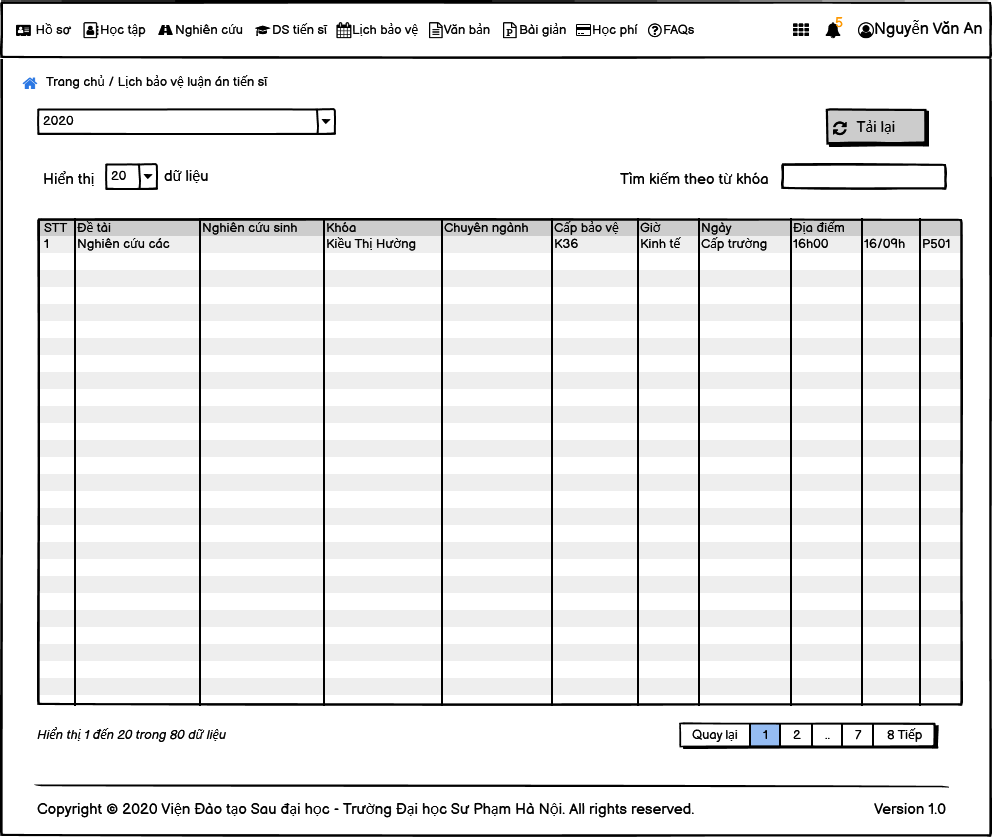 Hồ sơ Học tập Nghiên cứu DS tiến sĩ Lịch bảo vệ Văn bản Bài giản Học phí FAQs 5 Nguyễn Văn An
Trang chủ / Lịch bảo vệ luận án tiến sĩ
2020 Tải lại
Hiển thị 20 dữ liệu Tìm kiếm theo từ khóa
STT Đề tài Nghiên cứu sinh Khóa Chuyên ngành Cấp bảo vệ Giờ Ngày Địa điểm
1 Nghiên cứu các Kiều Thị Hường K36 Kinh tế Cấp trường 16h00 16/09h P501
Hiển thị 1 đến 20 trong 80 dữ liệu Quay lại 1 2 .. 7 8 Tiếp
Copyright © 2020 Viện Đào tạo Sau đại học - Trường Đại học Sư Phạm Hà Nội. All rights reserved. Version 1.0